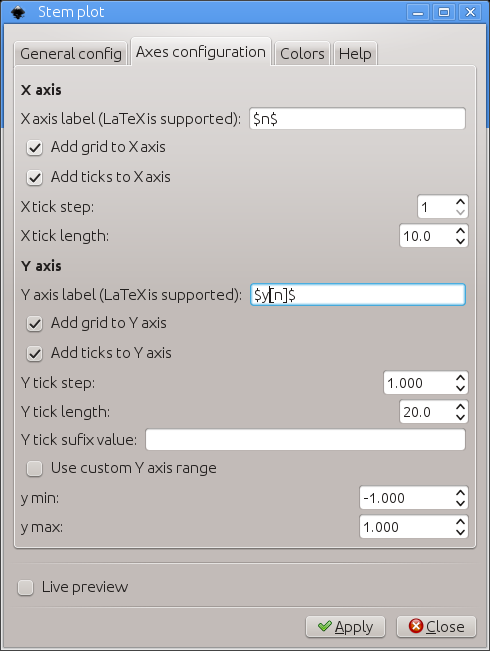 Stem plot
General config Axes configuration Colors Help
X axis
X axis label (LaTeX is supported): $n$
Add grid to X axis
Add ticks to X axis
X tick step: 1
X tick length: 10.0
Y axis
Y axis label (LaTeX is supported): $y[n]$
Add grid to Y axis
Add ticks to Y axis
Y tick step: 1.000
Y tick length: 20.0
Y tick sufix value:
Use custom Y axis range
y min: -1.000
y max: 1.000
Live preview
Apply Close